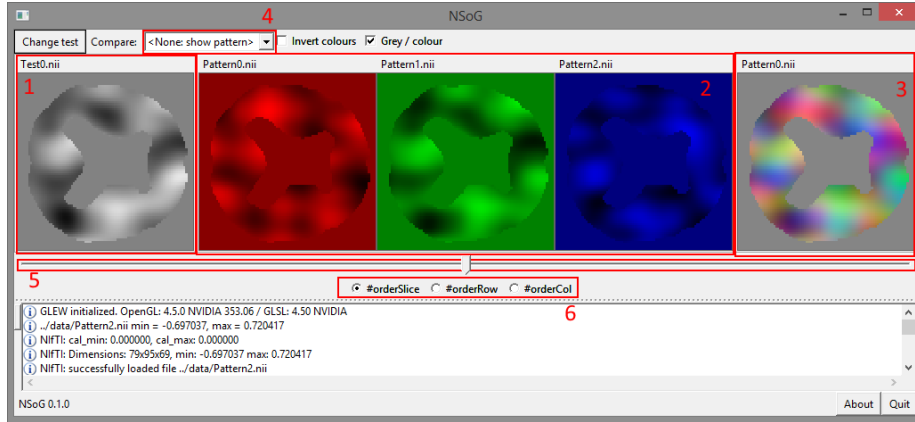 NSoG
4
Change test Compare: <None: show pattern> Invert colours Grey / colour
Test0.nii Pattern0.nii Pattern1.nii Pattern2.nii Pattern0.nii
1 2 3
5
#orderSlice #orderRow #orderCol
6
GLEW initialized. OpenGL: 4.5.0 NVIDIA 353.06 / GLSL: 4.50 NVIDIA
../data/Pattern2.nii min = -0.697037, max = 0.720417
NIfTI: cal_min: 0.000000, cal_max: 0.000000
NIfTI: Dimensions: 79x95x69, min: -0.697037 max: 0.720417
NIfTI: successfully loaded file ../data/Pattern2.nii
NSoG 0.1.0 About Quit